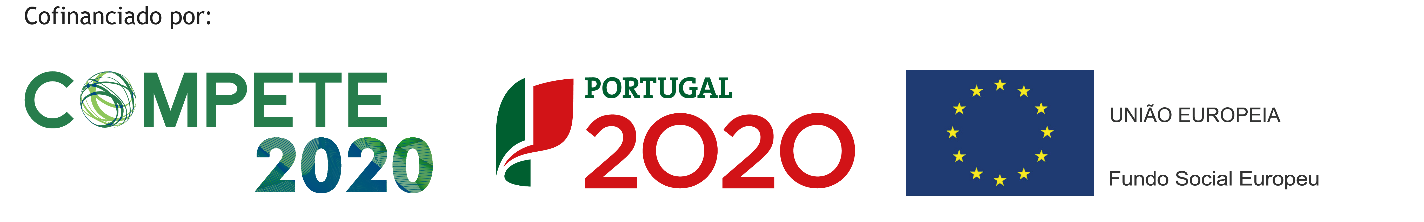 Cofinanciado por:
COMPETE
2020
PORTUGAL
2020
UNIÃO EUROPEIA
Fundo Social Europeu